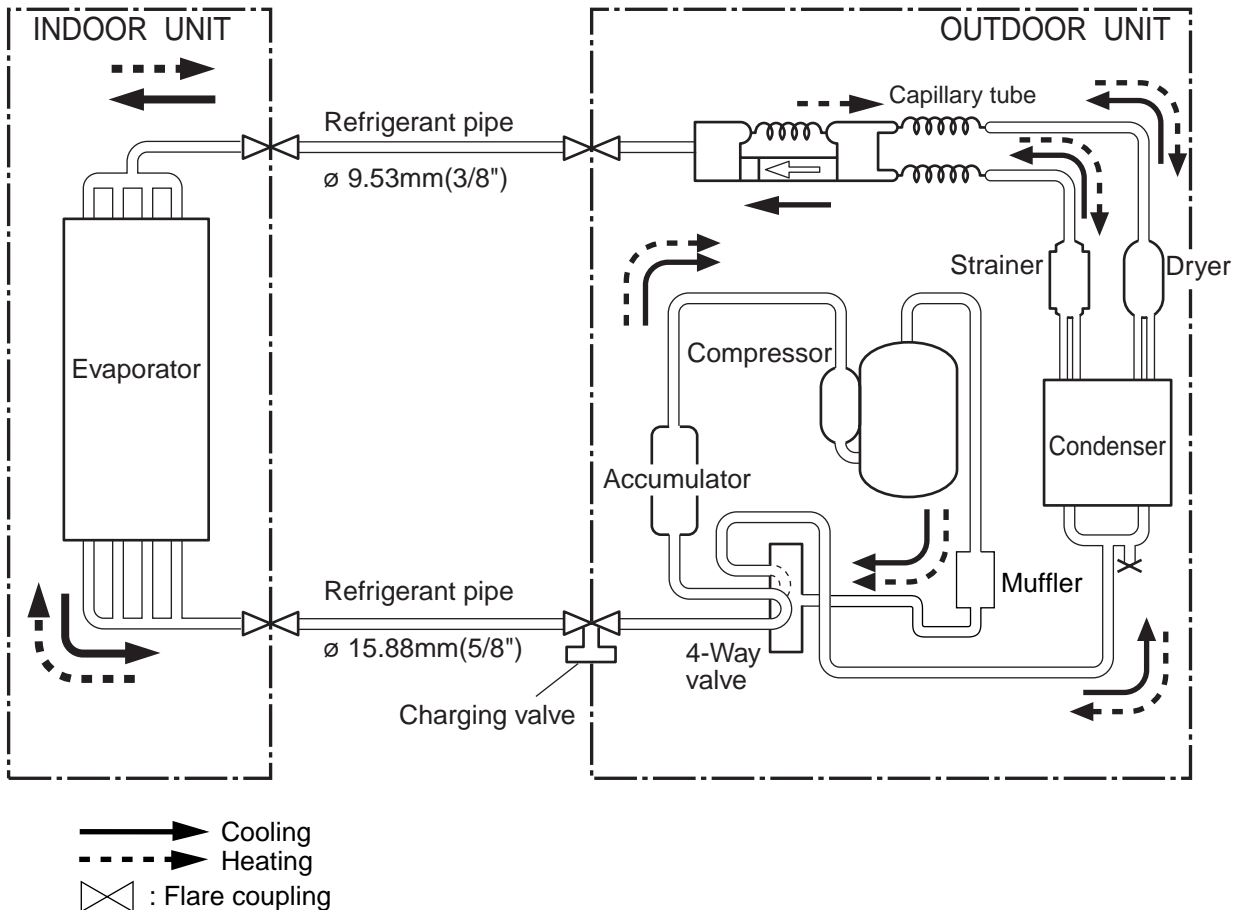 INDOOR UNIT
OUTDOOR UNIT
Capillary tube
Refrigerant pipe
ø 9.53mm(3/8")
Strainer
Dryer
Compressor
Evaporator
Condenser
Accumulator
Muffler
Refrigerant pipe
ø 15.88mm(5/8")
4-Way
valve
Charging valve
Cooling
Heating
: Flare coupling